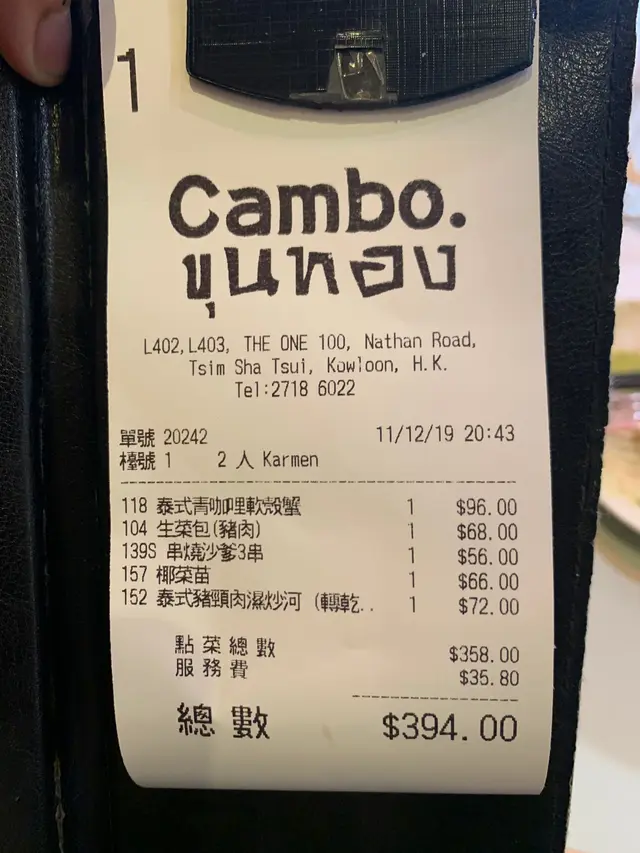 1
Cambo.
ขุนทอง
L402,L403, THE ONE 100, Nathan Road,
Tsim Sha Tsui, Kowloon, H.K.
Tel:2718 6022
單號 20242 11/12/19 20:43
檯號 1 2 人 Karmen
118 泰式青咖哩軟殼蟹 1 $96.00
104 生菜包(豬肉) 1 $68.00
139S 串燒沙爹3串 1 $56.00
157 椰菜苗 1 $66.00
152 泰式豬頸肉濕炒河 (轉乾.. 1 $72.00
點菜總數 $358.00
服務費 $35.80
總數 $394.00